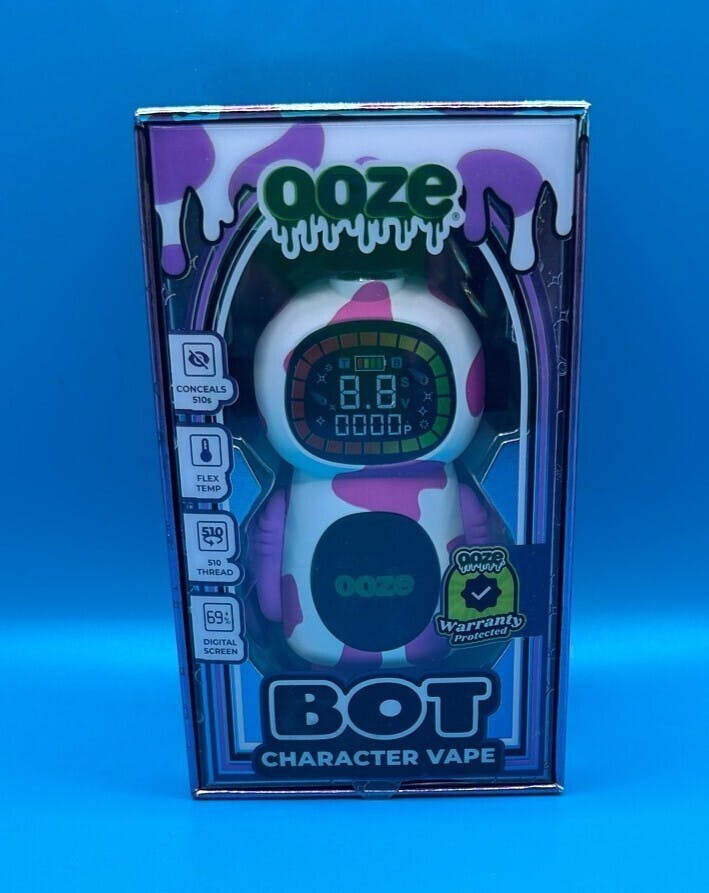 ooze®
T B
8.8 S
V
0000P
CONCEALS
510s
FLEX
TEMP
510
510
THREAD
69%
DIGITAL
SCREEN
ooze
ooze
Warranty
Protected
BOT
CHARACTER VAPE